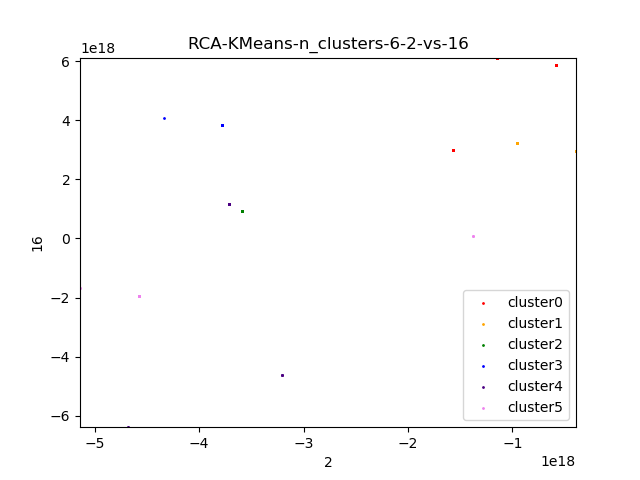 RCA-KMeans-n_clusters-6-2-vs-16
1e18
6
4
2
0
−2
−4
−6
16
cluster0
cluster1
cluster2
cluster3
cluster4
cluster5
−5
−4
−3
−2
−1
1e18
2